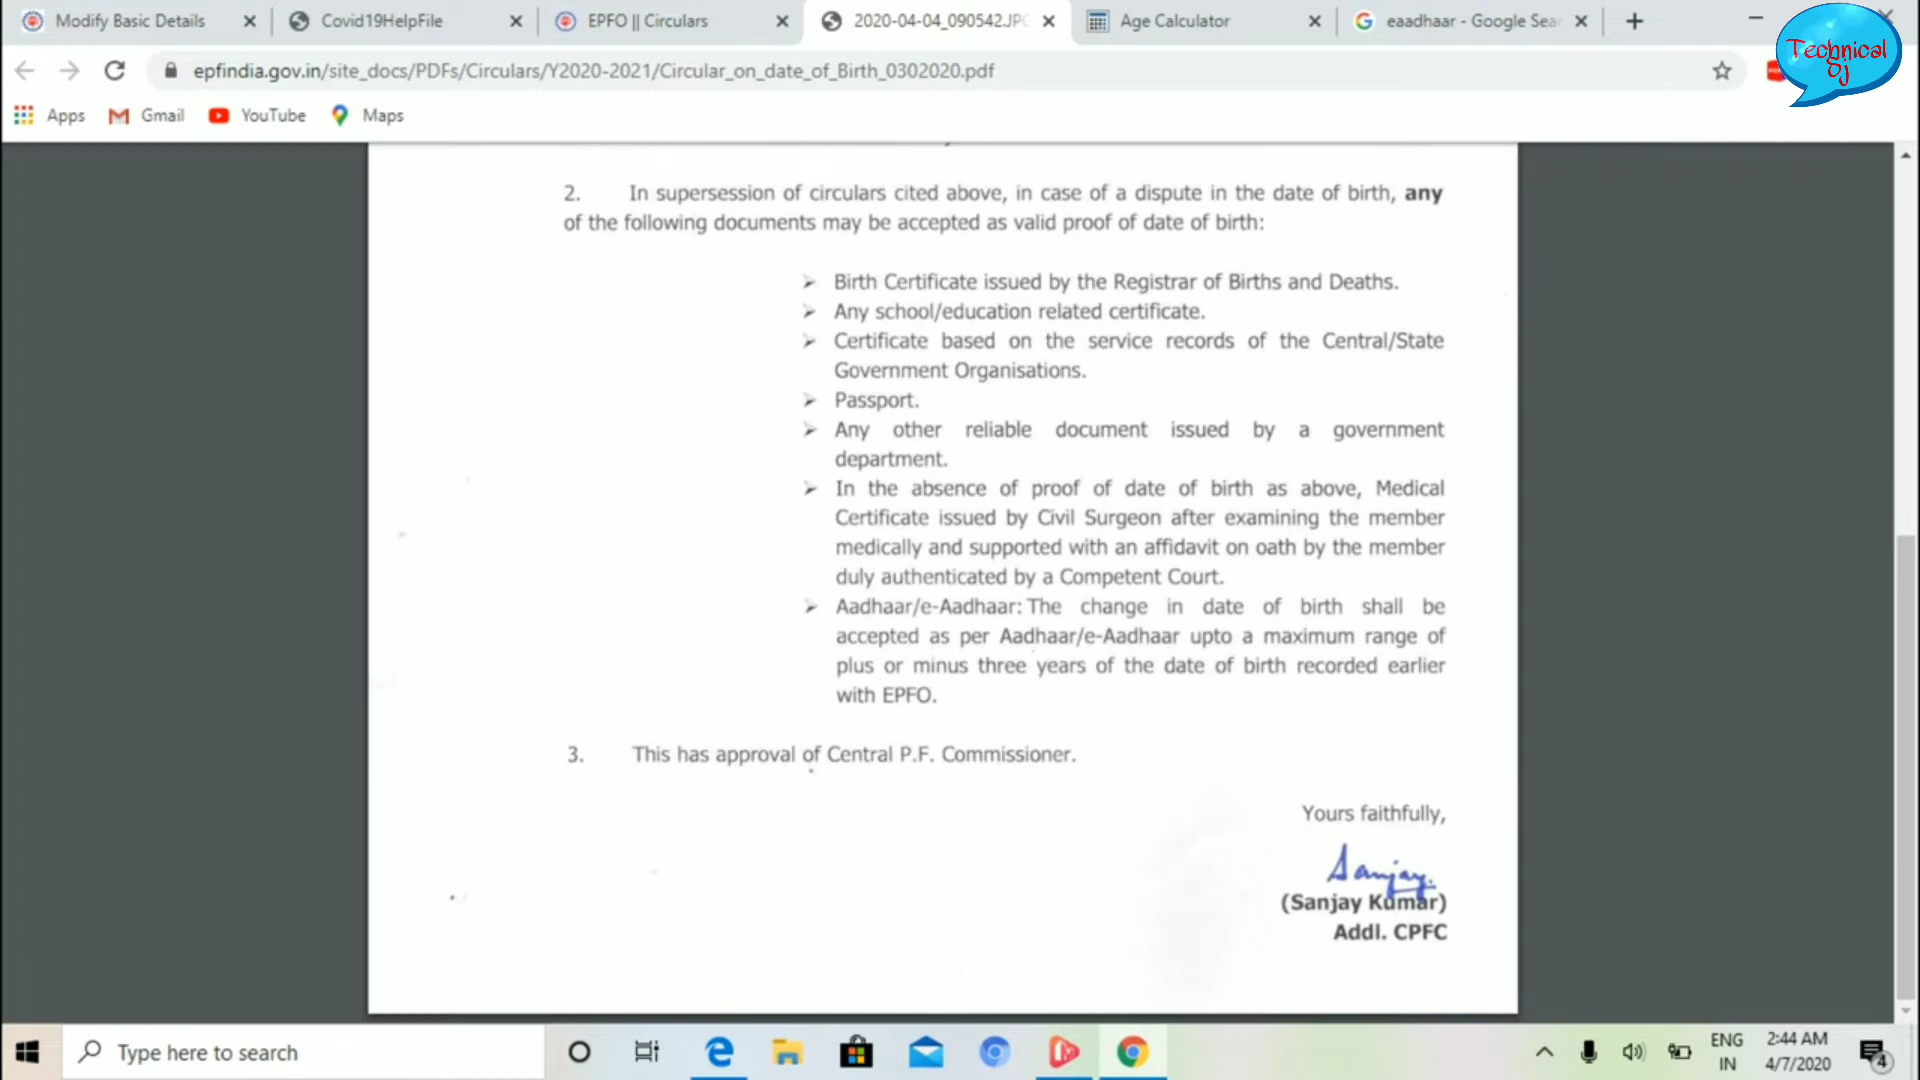 Modify Basic Details
Covid19HelpFile
EPFO || Circulars
2020-04-04_090542.JPG
Age Calculator
eaadhaar - Google Sear
Technical
GJ
epfindia.gov.in/site_docs/PDFs/Circulars/Y2020-2021/Circular_on_date_of_Birth_0302020.pdf
Apps
Gmail
YouTube
Maps
2. In supersession of circulars cited above, in case of a dispute in the date of birth, any
of the following documents may be accepted as valid proof of date of birth:
➢ Birth Certificate issued by the Registrar of Births and Deaths.
➢ Any school/education related certificate.
➢ Certificate based on the service records of the Central/State
Government Organisations.
➢ Passport.
➢ Any other reliable document issued by a government
department.
➢ In the absence of proof of date of birth as above, Medical
Certificate issued by Civil Surgeon after examining the member
medically and supported with an affidavit on oath by the member
duly authenticated by a Competent Court.
➢ Aadhaar/e-Aadhaar: The change in date of birth shall be
accepted as per Aadhaar/e-Aadhaar upto a maximum range of
plus or minus three years of the date of birth recorded earlier
with EPFO.
3. This has approval of Central P.F. Commissioner.
Yours faithfully,
Sanjay
(Sanjay Kumar)
Addl. CPFC
Type here to search
ENG
IN
2:44 AM
4/7/2020
4